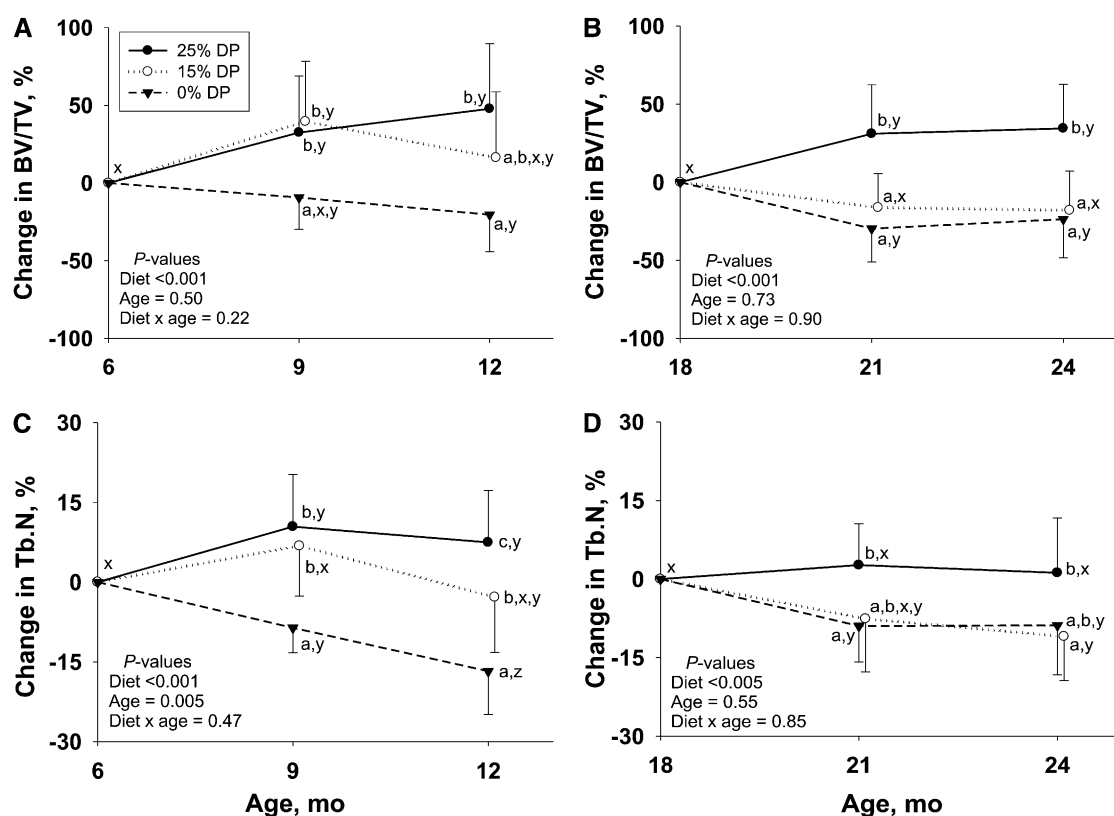 A
100
50
0
-50
-100
Change in BV/TV, %
25% DP
15% DP
0% DP
x
b,y
b,y
a,x,y
b,y
a,b,x,y
a,y
P-values
Diet <0.001
Age = 0.50
Diet x age = 0.22
6
9
12
B
100
50
0
-50
-100
Change in BV/TV, %
x
b,y
a,x
a,y
b,y
a,x
a,y
P-values
Diet <0.001
Age = 0.73
Diet x age = 0.90
18
21
24
C
30
15
0
-15
-30
Change in Tb.N, %
x
b,y
b,x
a,y
c,y
b,x,y
a,z
P-values
Diet <0.001
Age = 0.005
Diet x age = 0.47
6
9
12
Age, mo
D
30
15
0
-15
-30
Change in Tb.N, %
x
b,x
a,b,x,y
a,y
b,x
a,b,y
a,y
P-values
Diet <0.005
Age = 0.55
Diet x age = 0.85
18
21
24
Age, mo